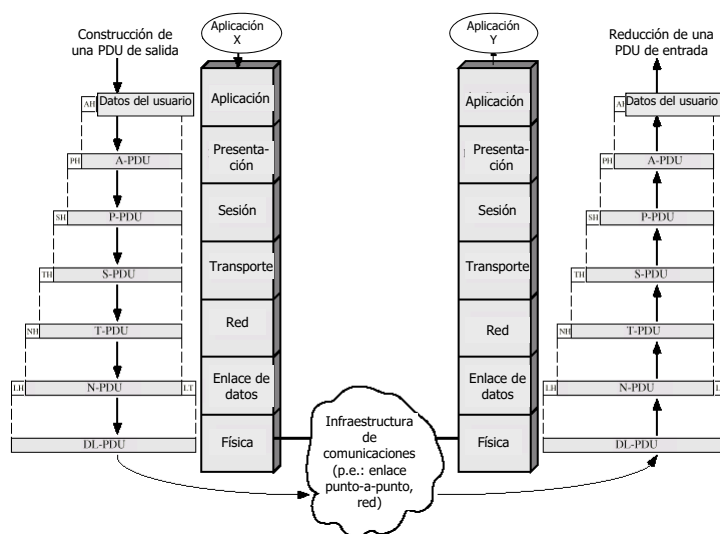 Construcción de
una PDU de salida
AH
Datos del usuario
PH
A-PDU
SH
P-PDU
TH
S-PDU
NH
T-PDU
LH
N-PDU
LT
DL-PDU
Aplicación
X
Aplicación
Presenta-
ción
Sesión
Transporte
Red
Enlace de
datos
Física
Infraestructura
de
comunicaciones
(p.e.: enlace
punto-a-punto,
red)
Aplicación
Y
Aplicación
Presenta-
ción
Sesión
Transporte
Red
Enlace de
datos
Física
Reducción de una
PDU de entrada
Datos del usuario
PH
A-PDU
SH
P-PDU
TH
S-PDU
NH
T-PDU
LH
N-PDU
DL-PDU